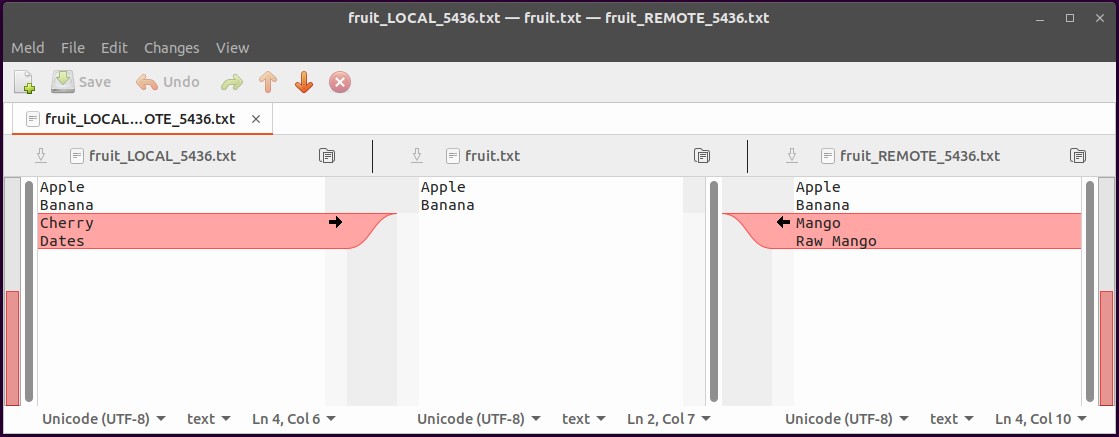 fruit_LOCAL_5436.txt — fruit.txt — fruit_REMOTE_5436.txt
Meld File Edit Changes View
Save Undo
fruit_LOCAL...OTE_5436.txt
fruit_LOCAL_5436.txt
fruit.txt
fruit_REMOTE_5436.txt
Apple
Banana
Cherry
Dates
Apple
Banana
Apple
Banana
Mango
Raw Mango
Unicode (UTF-8) text Ln 4, Col 6
Unicode (UTF-8) text Ln 2, Col 7
Unicode (UTF-8) text Ln 4, Col 10